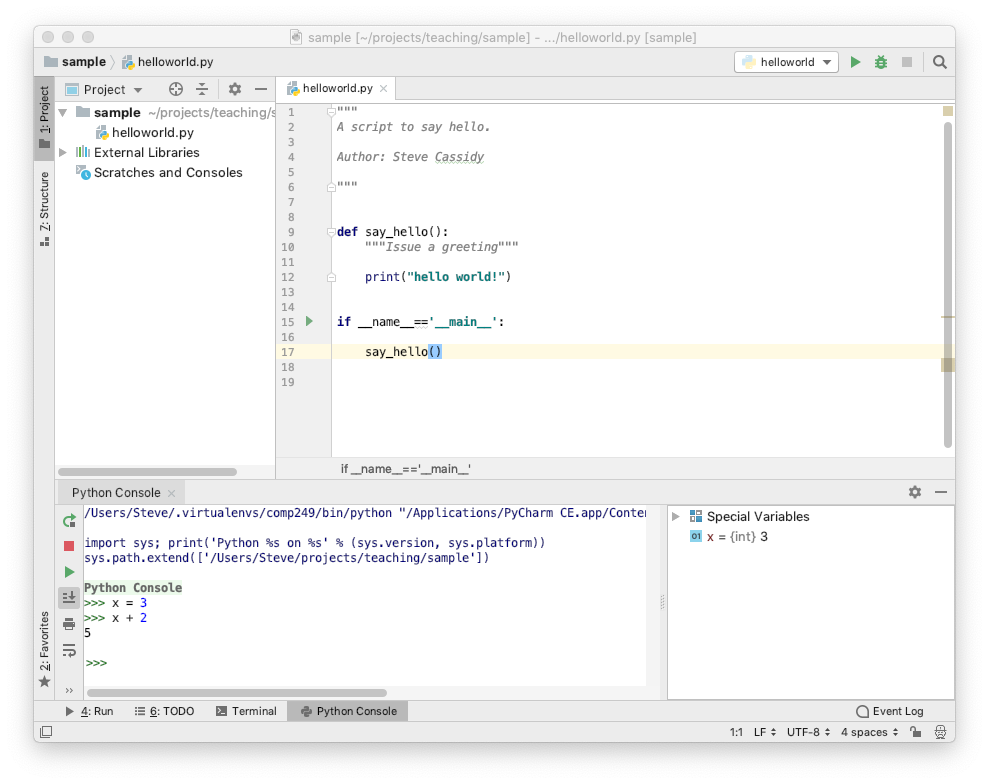 sample [~/projects/teaching/sample] - .../helloworld.py [sample]
sample helloworld.py
helloworld
1: Project
Project
sample ~/projects/teaching/s
helloworld.py
External Libraries
Scratches and Consoles
7: Structure
helloworld.py
1 """
2 A script to say hello.
3
4 Author: Steve Cassidy
5
6 """
7
8
9 def say_hello():
10 """Issue a greeting"""
11
12 print("hello world!")
13
14
15 if __name__=='__main__':
16
17 say_hello()
18
19
if __name__=='__main__'
2: Favorites
Python Console
/Users/Steve/.virtualenvs/comp249/bin/python "/Applications/PyCharm CE.app/Conter
import sys; print('Python %s on %s' % (sys.version, sys.platform))
sys.path.extend(['/Users/Steve/projects/teaching/sample'])
Python Console
>>> x = 3
>>> x + 2
5
>>>
Special Variables
01 x = {int} 3
4: Run 6: TODO Terminal Python Console Event Log
1:1 LF UTF-8 4 spaces